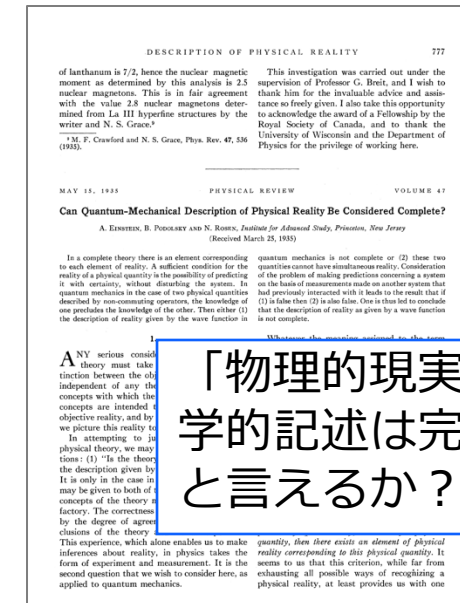 DESCRIPTION OF PHYSICAL REALITY 777
of lanthanum is 7/2, hence the nuclear magnetic
moment as determined by this analysis is 2.5
nuclear magnetons. This is in fair agreement
with the value 2.8 nuclear magnetons deter-
mined from La III hyperfine structures by the
writer and N. S. Grace.⁹
⁹ M. F. Crawford and N. S. Grace, Phys. Rev. 47, 536
(1935).
This investigation was carried out under the
supervision of Professor G. Breit, and I wish to
thank him for the invaluable advice and assis-
tance so freely given. I also take this opportunity
to acknowledge the award of a Fellowship by the
Royal Society of Canada, and to thank the
University of Wisconsin and the Department of
Physics for the privilege of working here.
MAY 15, 1935 PHYSICAL REVIEW VOLUME 47
Can Quantum-Mechanical Description of Physical Reality Be Considered Complete?
A. EINSTEIN, B. PODOLSKY AND N. ROSEN, Institute for Advanced Study, Princeton, New Jersey
(Received March 25, 1935)
In a complete theory there is an element corresponding
to each element of reality. A sufficient condition for the
reality of a physical quantity is the possibility of predicting
it with certainty, without disturbing the system. In
quantum mechanics in the case of two physical quantities
described by non-commuting operators, the knowledge of
one precludes the knowledge of the other. Then either (1)
the description of reality given by the wave function in
quantum mechanics is not complete or (2) these two
quantities cannot have simultaneous reality. Consideration
of the problem of making predictions concerning a system
on the basis of measurements made on another system that
had previously interacted with it leads to the result that if
(1) is false then (2) is also false. One is thus led to conclude
that the description of reality as given by a wave function
is not complete.
1.
ANY serious
theory must take
tinction between the
independent of any
concepts with which the
concepts are intended
objective reality, and by
we picture this reality to
In attempting to
physical theory, we may
tions: (1) "Is the theory
the description given by
It is only in the case in
may be given to both of
concepts of the theory
factory. The correctness
by the degree of
clusions of the theory
This experience, which alone enables us to make
inferences about reality, in physics takes the
form of experiment and measurement. It is the
second question that we wish to consider here, as
applied to quantum mechanics.
Whatever the meaning assigned to the term
「物理的現実
学的記述は完
と言えるか？
quantity, then there exists an element of physical
reality corresponding to this physical quantity. It
seems to us that this criterion, while far from
exhausting all possible ways of recognizing a
physical reality, at least provides us with one